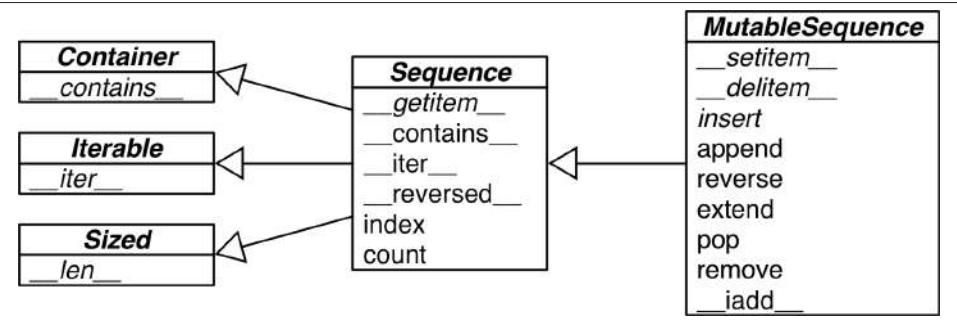 Container
__contains__
Iterable
__iter__
Sized
__len__
Sequence
__getitem__
__contains__
__iter__
__reversed__
index
count
MutableSequence
__setitem__
__delitem__
insert
append
reverse
extend
pop
remove
__iadd__